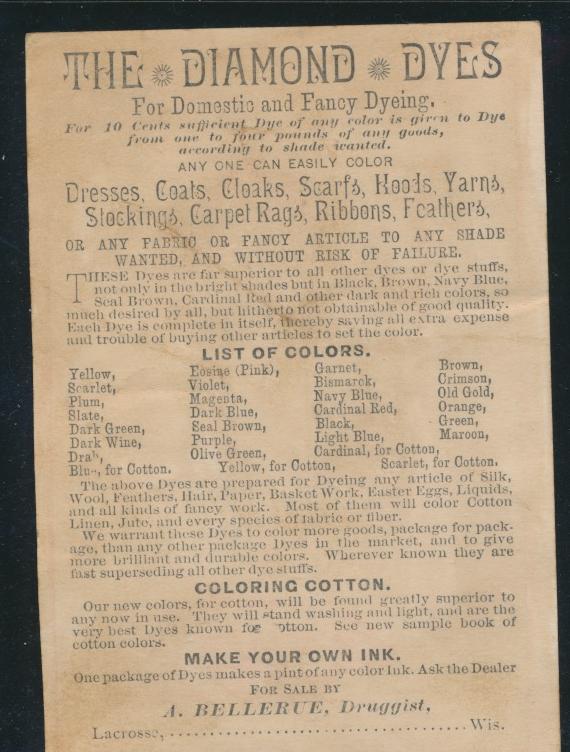 THE DIAMOND DYES
For Domestic and Fancy Dyeing.
For 10 Cents sufficient Dye of any color is given to Dye
from one to four pounds of any goods,
according to shade wanted.
ANY ONE CAN EASILY COLOR
Dresses, Coats, Cloaks, Scarfs, Hoods, Yarns,
Stockings, Carpet Rags, Ribbons, Feathers,
OR ANY FABRIC OR FANCY ARTICLE TO ANY SHADE
WANTED, AND WITHOUT RISK OF FAILURE.
THESE Dyes are far superior to all other dyes or dye stuffs,
not only in the bright shades but in Black, Brown, Navy Blue,
Seal Brown, Cardinal Red and other dark and rich colors, so
much desired by all, but hitherto not obtainable of good quality.
Each Dye is complete in itself, thereby saving all extra expense
and trouble of buying other articles to set the color.
LIST OF COLORS.
Yellow, Eosine (Pink), Garnet, Brown,
Scarlet, Violet, Bismarck, Crimson,
Plum, Magenta, Navy Blue, Old Gold,
Slate, Dark Blue, Cardinal Red, Orange,
Dark Green, Seal Brown, Black, Green,
Dark Wine, Purple, Light Blue, Maroon,
Olive Green, Cardinal, for Cotton,
for Cotton. Yellow, for Cotton, Scarlet, for Cotton.
The above Dyes are prepared for Dyeing any article of Silk,
Wool, Feathers, Hair, Paper, Basket Work, Easter Eggs, Liquids,
and all kinds of fancy work. Most of them will color Cotton
Linen, Jute, and every species of fabric or fiber.
We warrant these Dyes to color more goods, package for pack-
age, than any other package Dyes in the market, and to give
more brilliant and durable colors. Wherever known they are
fast superseding all other dye stuffs.
COLORING COTTON.
Our new colors, for cotton, will be found greatly superior to
any now in use. They will stand washing and light, and are the
very best Dyes known for otton. See new sample book of
cotton colors.
MAKE YOUR OWN INK.
One package of Dyes makes a pint of any color Ink. Ask the Dealer
FOR SALE BY
A. BELLERUE, Druggist,
Lacrosse, ........................................ Wis.